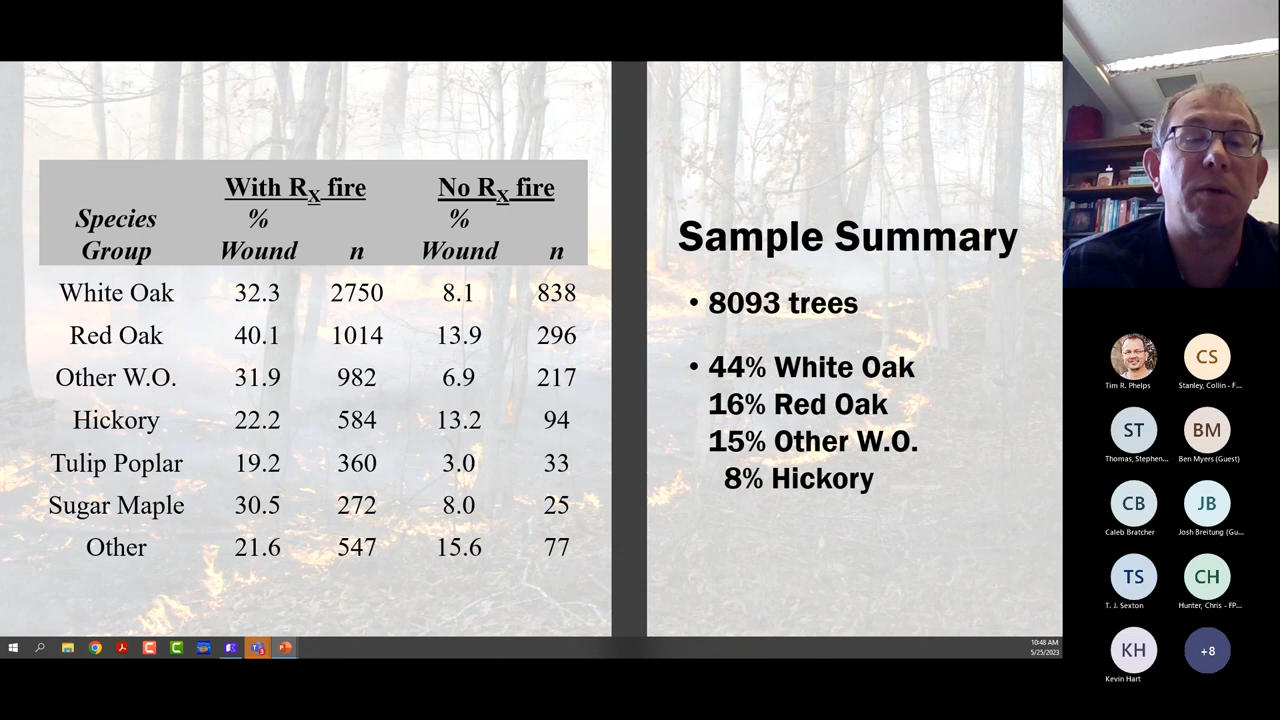 With RX fire No RX fire
Species % %
Group Wound n Wound n
White Oak 32.3 2750 8.1 838
Red Oak 40.1 1014 13.9 296
Other W.O. 31.9 982 6.9 217
Hickory 22.2 584 13.2 94
Tulip Poplar 19.2 360 3.0 33
Sugar Maple 30.5 272 8.0 25
Other 21.6 547 15.6 77
Sample Summary
• 8093 trees
• 44% White Oak
16% Red Oak
15% Other W.O.
8% Hickory
10:48 AM
5/25/2023
CS
Tim R. Phelps Stanley, Collin - F...
ST BM
Thomas, Stephen... Ben Myers (Guest)
CB JB
Caleb Bratcher Josh Breitung (Gu...
TS CH
T. J. Sexton Hunter, Chris - FP...
KH +8
Kevin Hart